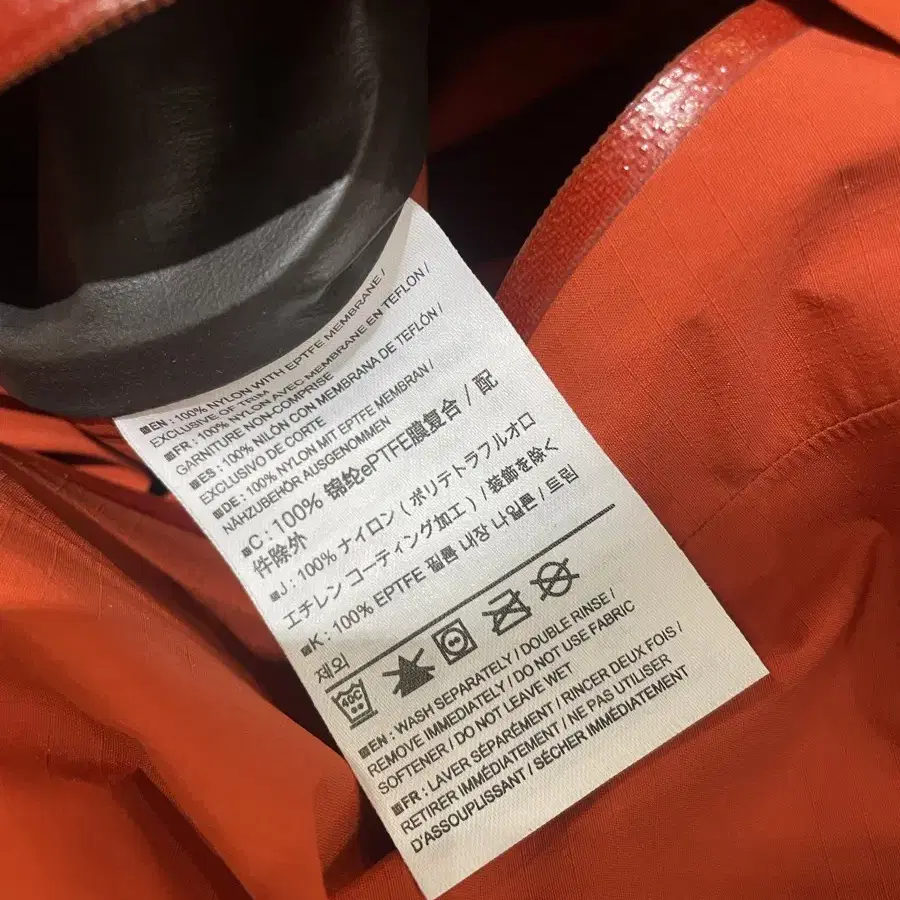 ■EN : 100% NYLON WITH EPTFE MEMBRANE /
EXCLUSIVE OF TRIM
■FR : 100% NYLON AVEC MEMBRANE EN TEFLON /
GARNITURE NON-COMPRISE
■ES : 100% NILÓN CON MEMBRANA DE TEFLÓN /
EXCLUSIVO DE CORTE
■DE : 100% NYLON MIT EPTFE MEMBRAN /
NÄHZUBEHÖR AUSGENOMMEN
■C : 100% 锦纶ePTFE膜复合 / 配
件除外
■J : 100% ナイロン ( ポリテトラフルオロ
エチレン コーティング加工 ) / 装飾を除く
■K : 100% EPTFE 필름 내장 나일론 / 트림
제외
40C
■EN : WASH SEPARATELY / DOUBLE RINSE /
REMOVE IMMEDIATELY / DO NOT USE FABRIC
SOFTENER / DO NOT LEAVE WET
■FR : LAVER SÉPARÉMENT / RINCER DEUX FOIS /
RETIRER IMMÉDIATEMENT / NE PAS UTILISER
D'ASSOUPLISSANT / SÉCHER IMMÉDIATEMENT